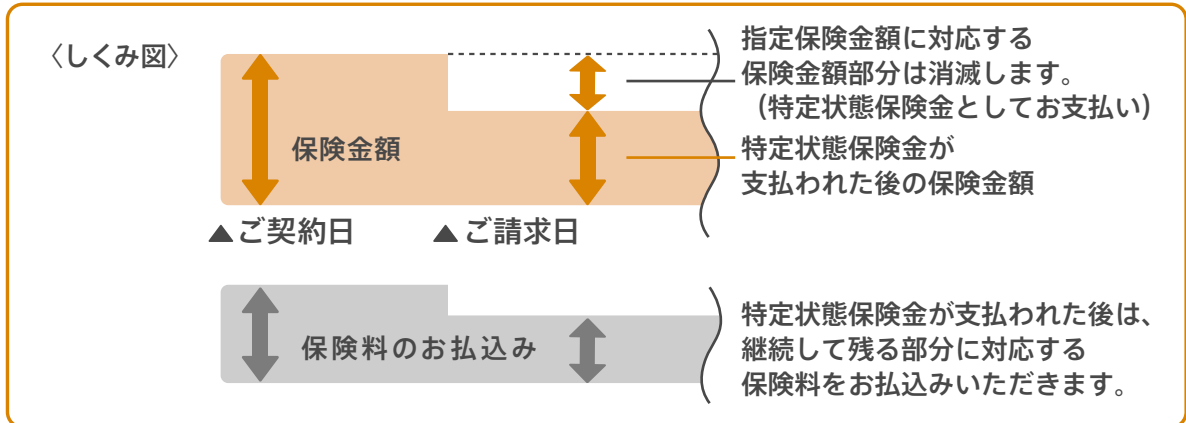 〈しくみ図〉
指定保険金額に対応する
保険金額部分は消滅します。
（特定状態保険金としてお支払い）
保険金額
特定状態保険金が
支払われた後の保険金額
▲ご契約日
▲ご請求日
保険料のお払込み
特定状態保険金が支払われた後は、
継続して残る部分に対応する
保険料をお払込みいただきます。